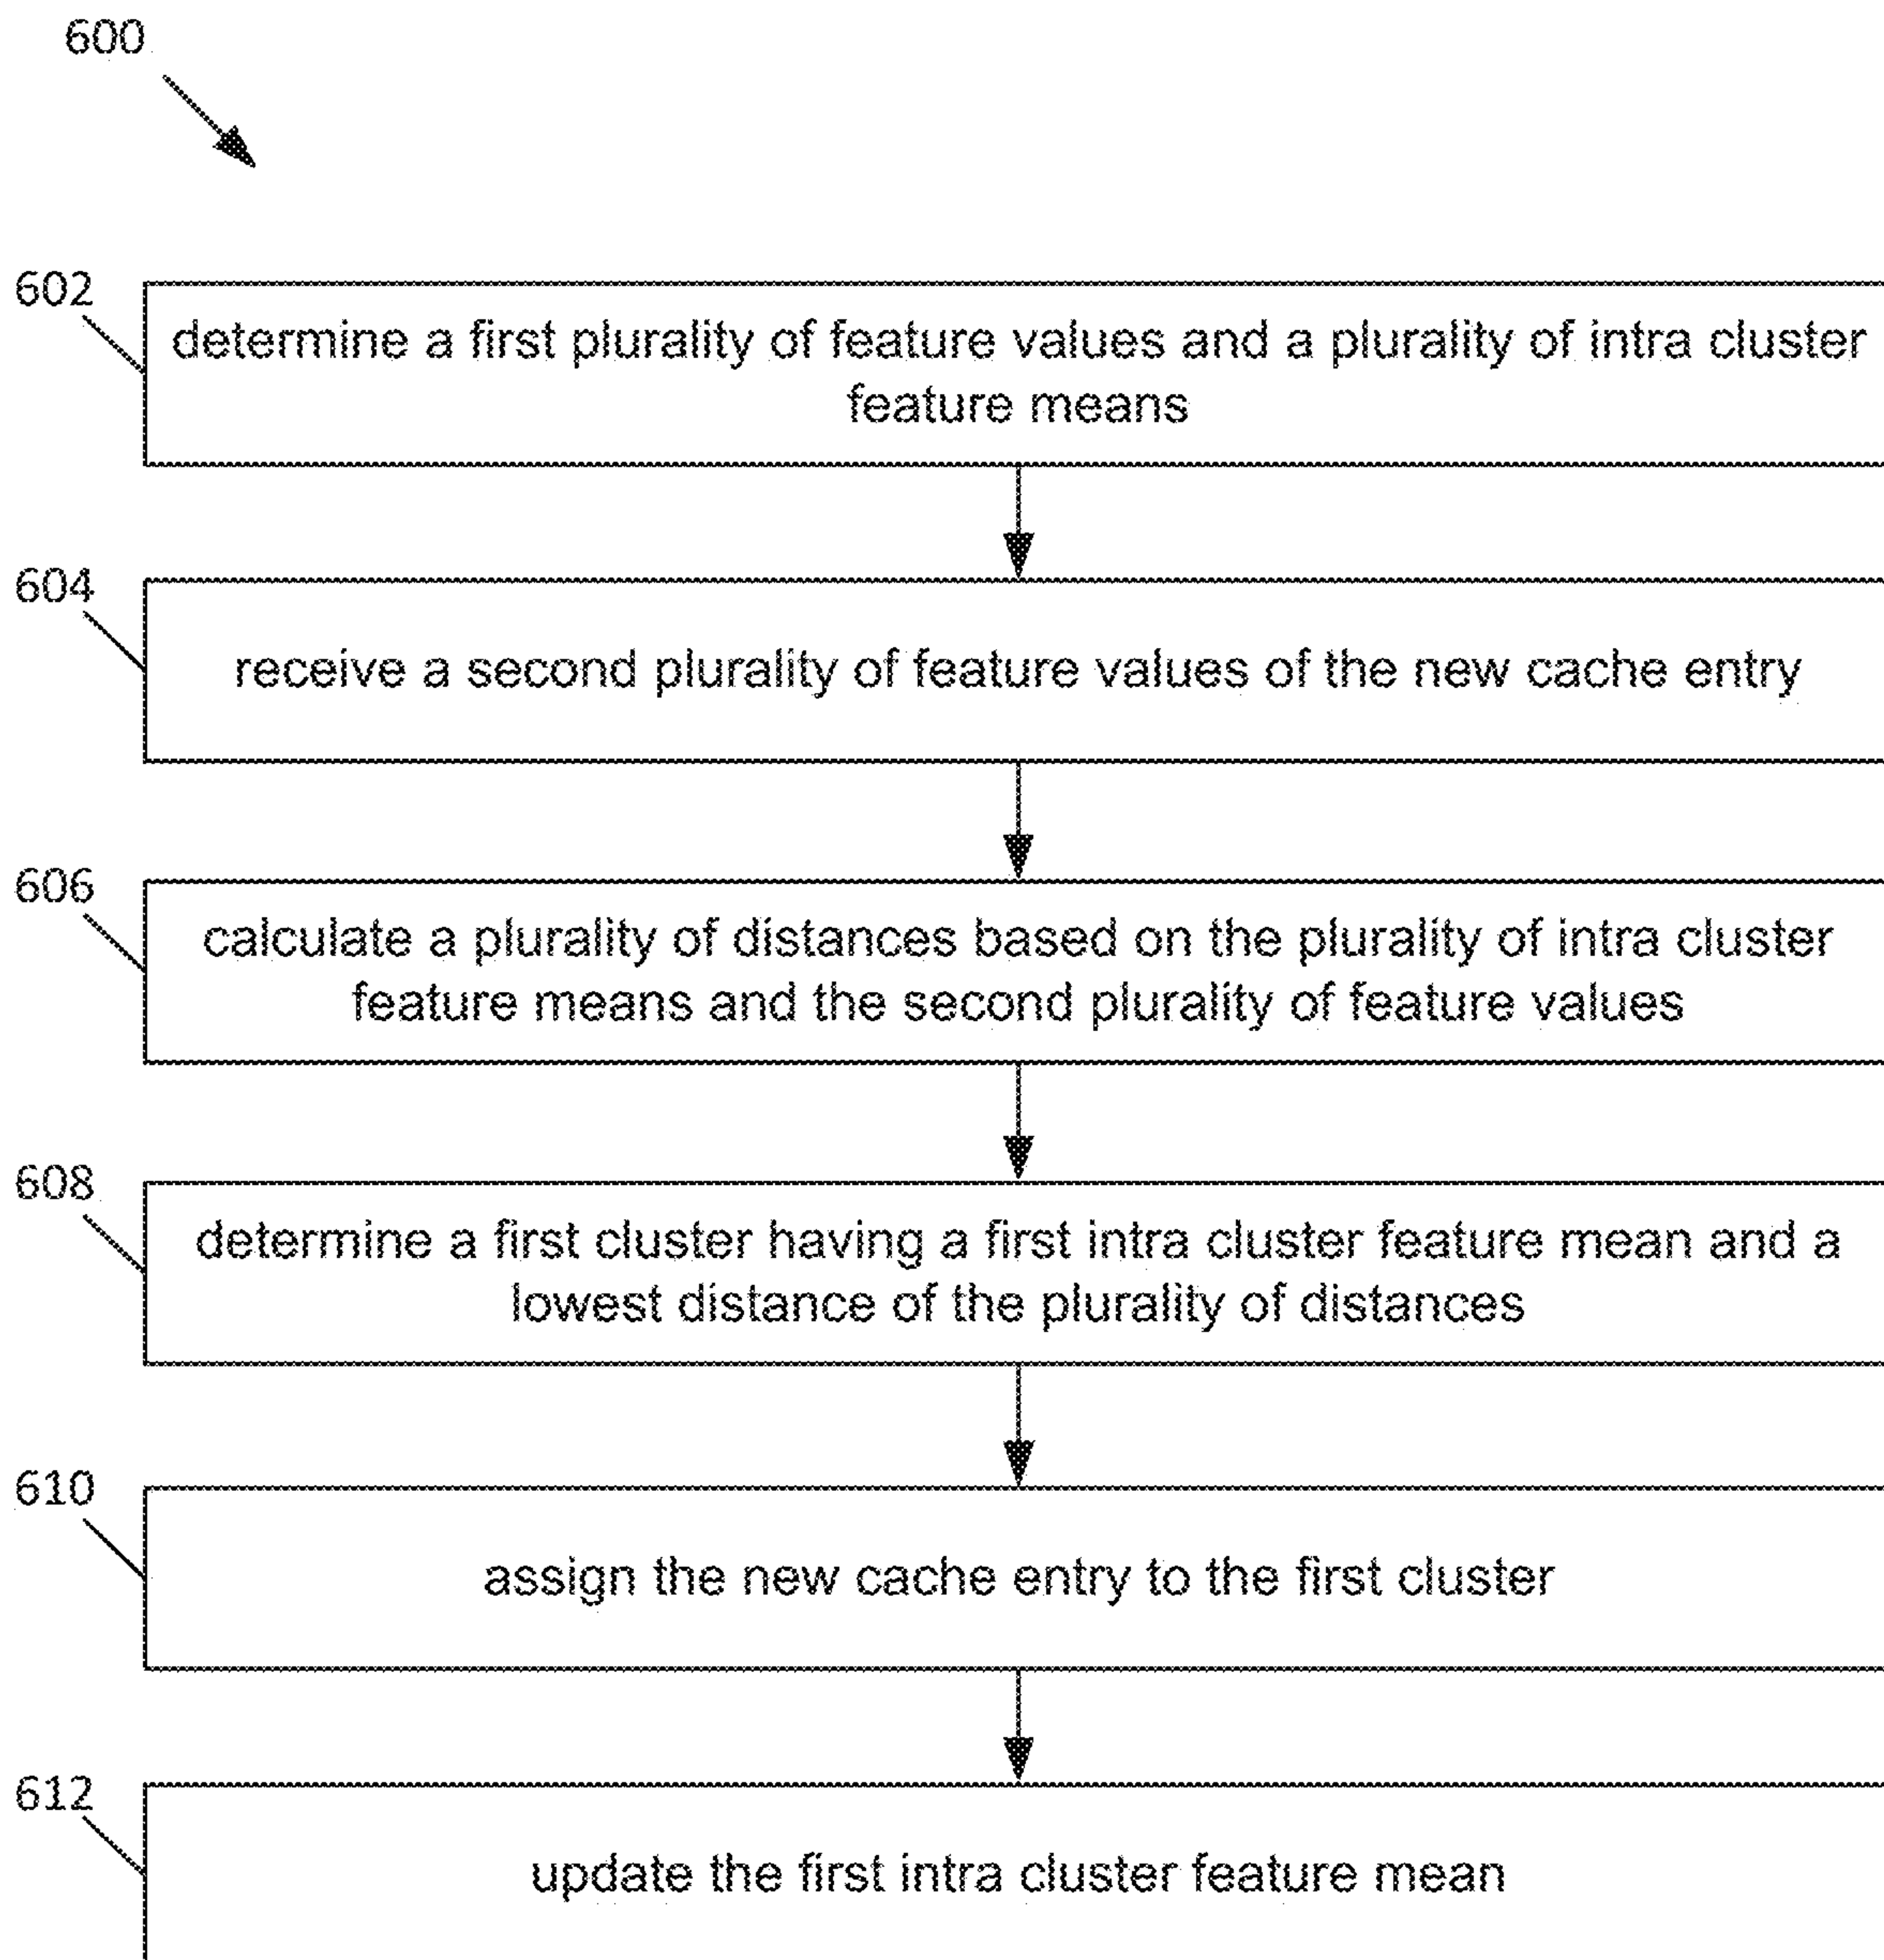 600
602
determine a first plurality of feature values and a plurality of intra cluster
feature means
604
receive a second plurality of feature values of the new cache entry
606
calculate a plurality of distances based on the plurality of intra cluster
feature means and the second plurality of feature values
608
determine a first cluster having a first intra cluster feature mean and a
lowest distance of the plurality of distances
610
assign the new cache entry to the first cluster
612
update the first intra cluster feature mean